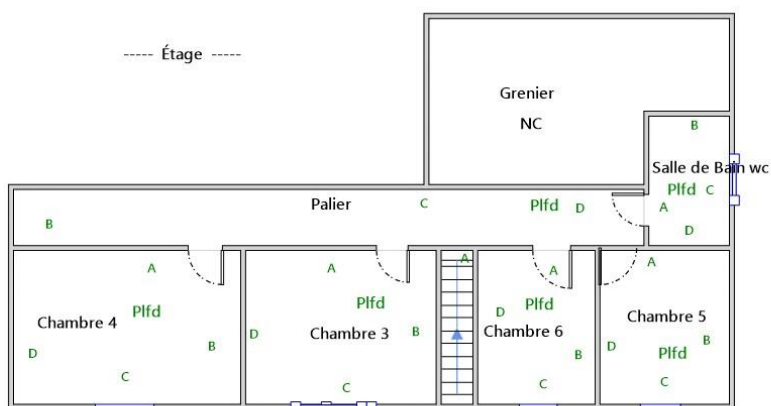 ----- Étage -----
Grenier
NC
B
Salle de Bain wc
Plfd C
A
D
Palier
C
Plfd D
B
A
Plfd
Chambre 4
B
D
C
A
Plfd
D
Chambre 3
B
C
A
A
Plfd
D
Chambre 6
B
C
A
Chambre 5
B
D
Plfd
C